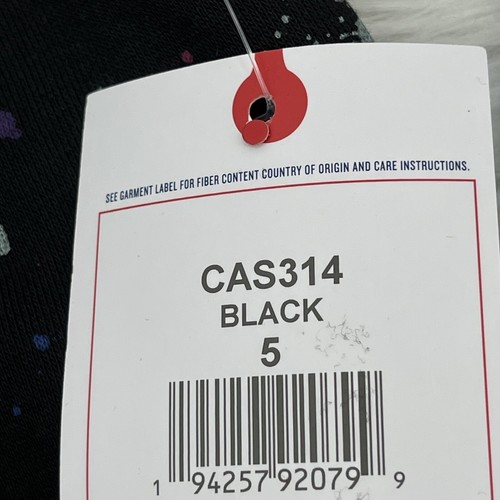 SEE GARMENT LABEL FOR FIBER CONTENT COUNTRY OF ORIGIN AND CARE INSTRUCTIONS.
CAS314
BLACK
5
1 94257 92079 9